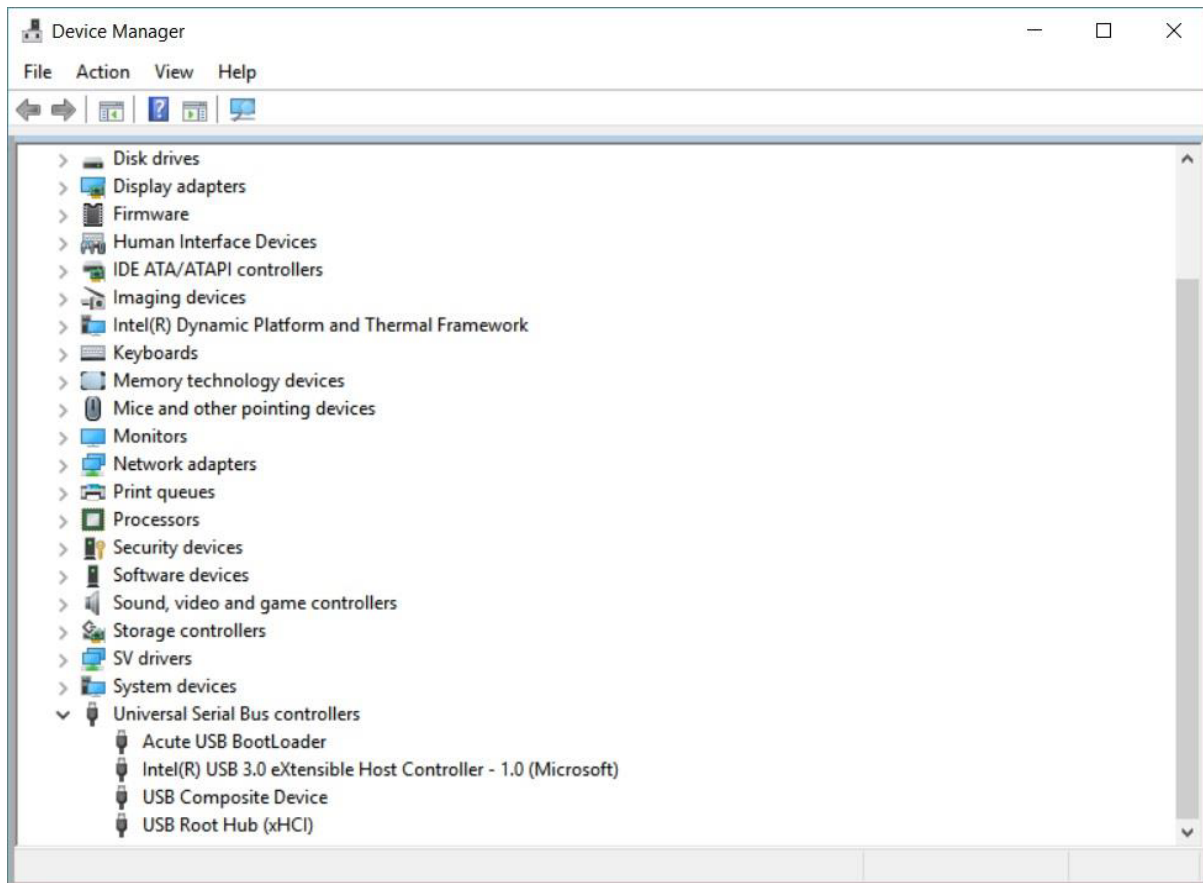 Device Manager
File Action View Help
Disk drives
Display adapters
Firmware
Human Interface Devices
IDE ATA/ATAPI controllers
Imaging devices
Intel(R) Dynamic Platform and Thermal Framework
Keyboards
Memory technology devices
Mice and other pointing devices
Monitors
Network adapters
Print queues
Processors
Security devices
Software devices
Sound, video and game controllers
Storage controllers
SV drivers
System devices
Universal Serial Bus controllers
Acute USB BootLoader
Intel(R) USB 3.0 eXtensible Host Controller - 1.0 (Microsoft)
USB Composite Device
USB Root Hub (xHCI)